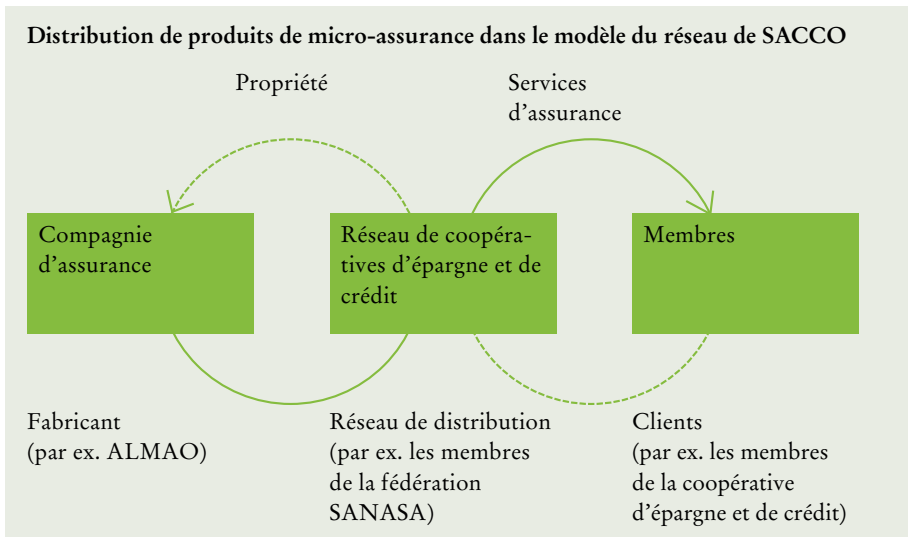 Distribution de produits de micro-assurance dans le modèle du réseau de SACCO
Propriété
Services
d’assurance
Compagnie
d’assurance
Réseau de coopéra-
tives d’épargne et de
crédit
Membres
Fabricant
(par ex. ALMAO)
Réseau de distribution
(par ex. les membres
de la fédération
SANASA)
Clients
(par ex. les membres
de la coopérative
d’épargne et de crédit)